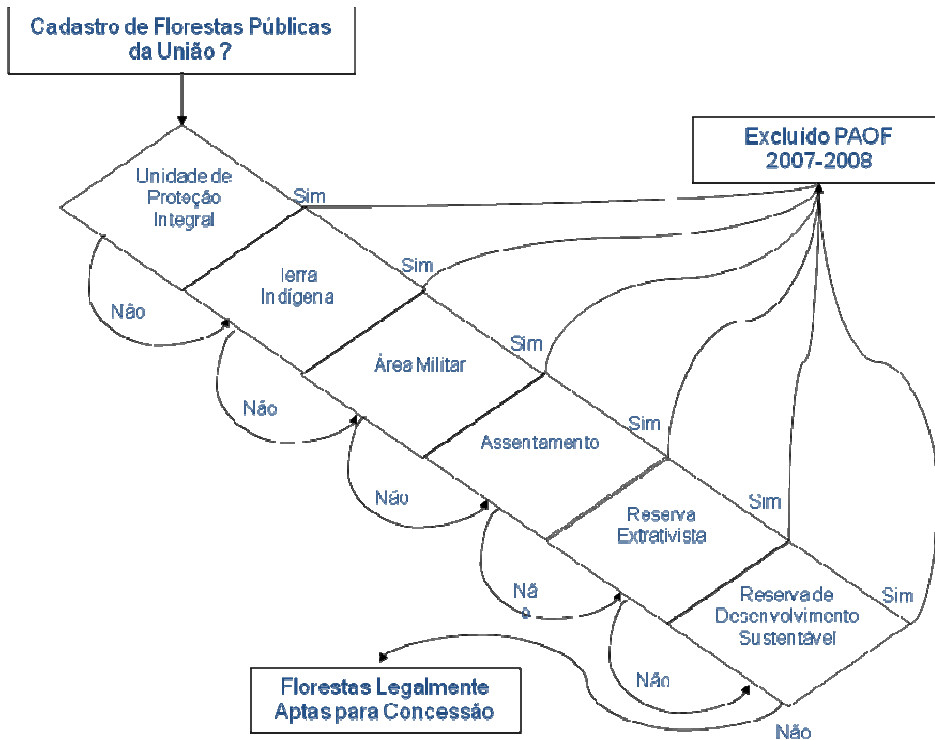 Cadastro de Florestas Públicas
da União ?
Excluído PAOF
2007-2008
Unidade de
Proteção
Integral
Sim
Não
Terra
Indígena
Sim
Não
Área Militar
Sim
Não
Assentamento
Sim
Nã
o
Reserva
Extrativista
Sim
Não
Reserva de
Desenvolvimento
Sustentável
Sim
Não
Florestas Legalmente
Aptas para Concessão